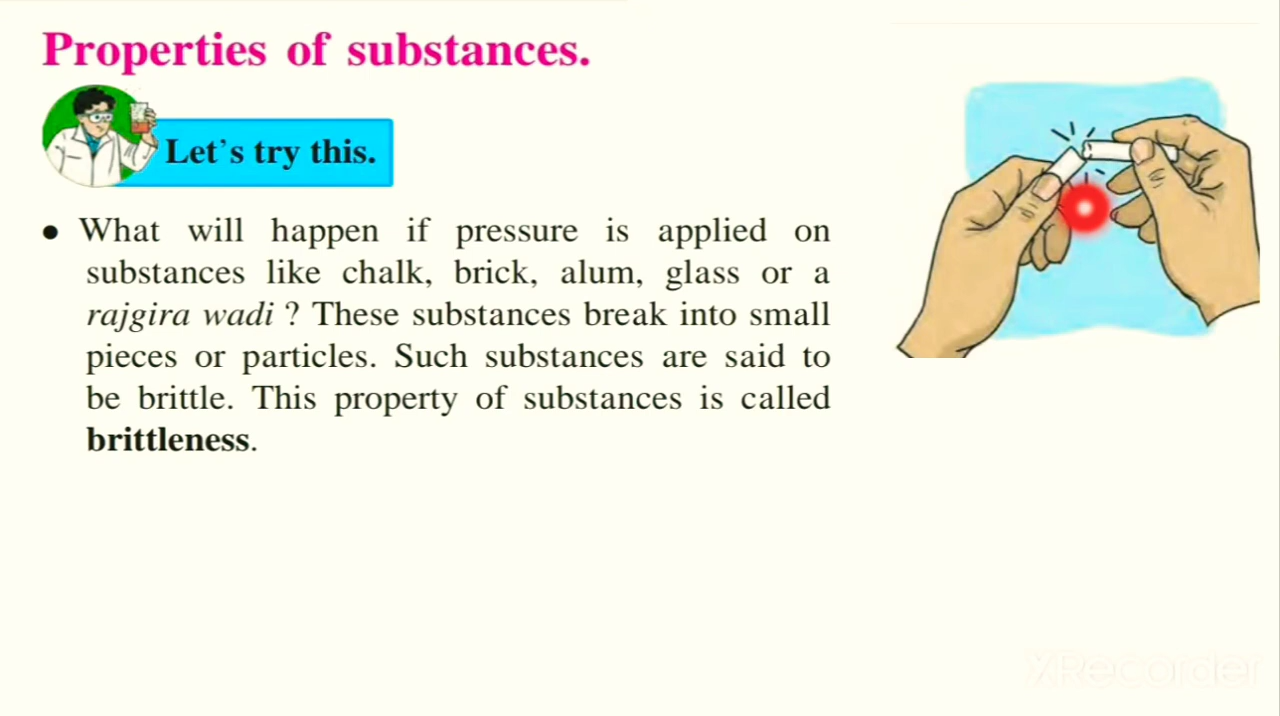 Properties of substances.
Let's try this.
● What will happen if pressure is applied on
substances like chalk, brick, alum, glass or a
rajgira wadi ? These substances break into small
pieces or particles. Such substances are said to
be brittle. This property of substances is called
brittleness.
XRecorder